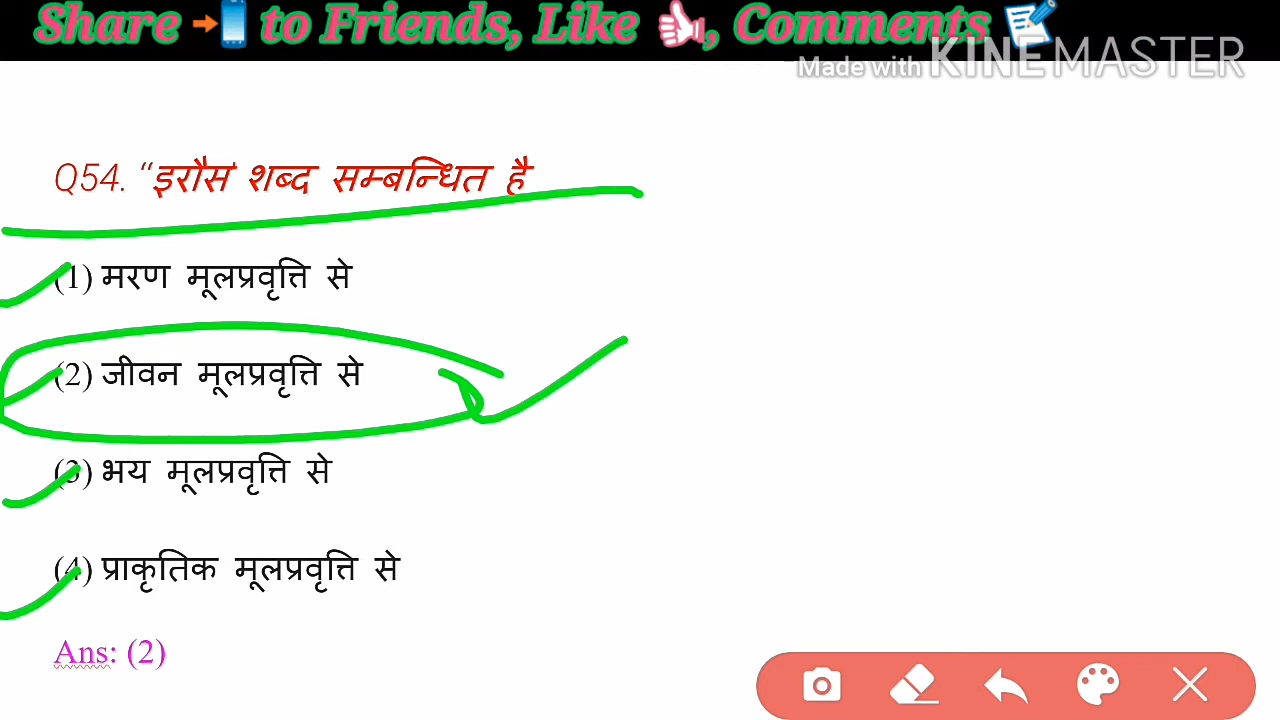 Share to Friends, Like , Comments
Made with KINEMASTER
Q54. “इरौस' शब्द सम्बन्धित है
(1) मरण मूलप्रवृत्ति से
(2) जीवन मूलप्रवृत्ति से
(3) भय मूलप्रवृत्ति से
(4) प्राकृतिक मूलप्रवृत्ति से
Ans: (2)